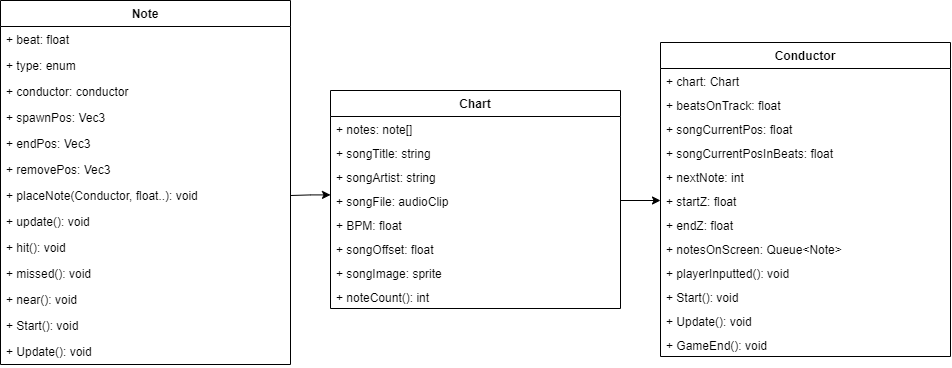 Note
+ beat: float
+ type: enum
+ conductor: conductor
+ spawnPos: Vec3
+ endPos: Vec3
+ removePos: Vec3
+ placeNote(Conductor, float..): void
+ update(): void
+ hit(): void
+ missed(): void
+ near(): void
+ Start(): void
+ Update(): void
Chart
+ notes: note[]
+ songTitle: string
+ songArtist: string
+ songFile: audioClip
+ BPM: float
+ songOffset: float
+ songImage: sprite
+ noteCount(): int
Conductor
+ chart: Chart
+ beatsOnTrack: float
+ songCurrentPos: float
+ songCurrentPosInBeats: float
+ nextNote: int
+ startZ: float
+ endZ: float
+ notesOnScreen: Queue<Note>
+ playerInputted(): void
+ Start(): void
+ Update(): void
+ GameEnd(): void